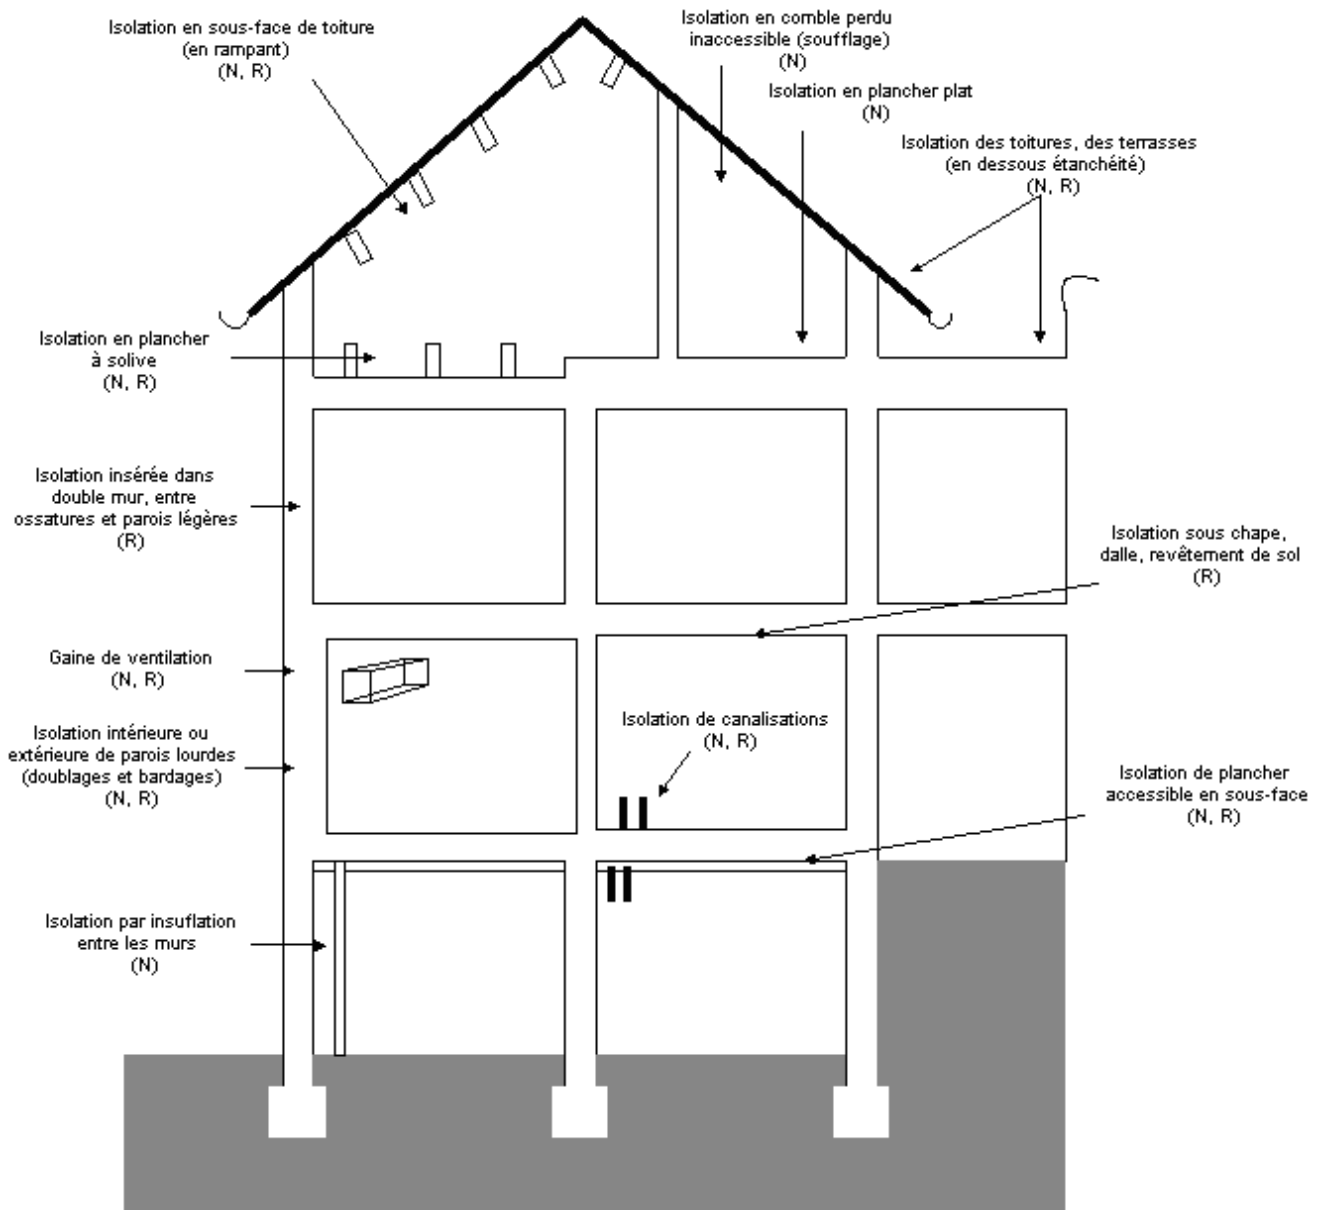 Isolation en sous-face de toiture
(en rampant)
(N, R)
Isolation en comble perdu
inaccessible (soufflage)
(N)
Isolation en plancher plat
(N)
Isolation des toitures, des terrasses
(en dessous étanchéité)
(N, R)
Isolation en plancher
à solive
(N, R)
Isolation insérée dans
double mur, entre
ossatures et parois légères
(R)
Isolation sous chape,
dalle, revêtement de sol
(R)
Gaine de ventilation
(N, R)
Isolation de canalisations
(N, R)
Isolation intérieure ou
extérieure de parois lourdes
(doublages et bardages)
(N, R)
Isolation de plancher
accessible en sous-face
(N, R)
Isolation par insuflation
entre les murs
(N)